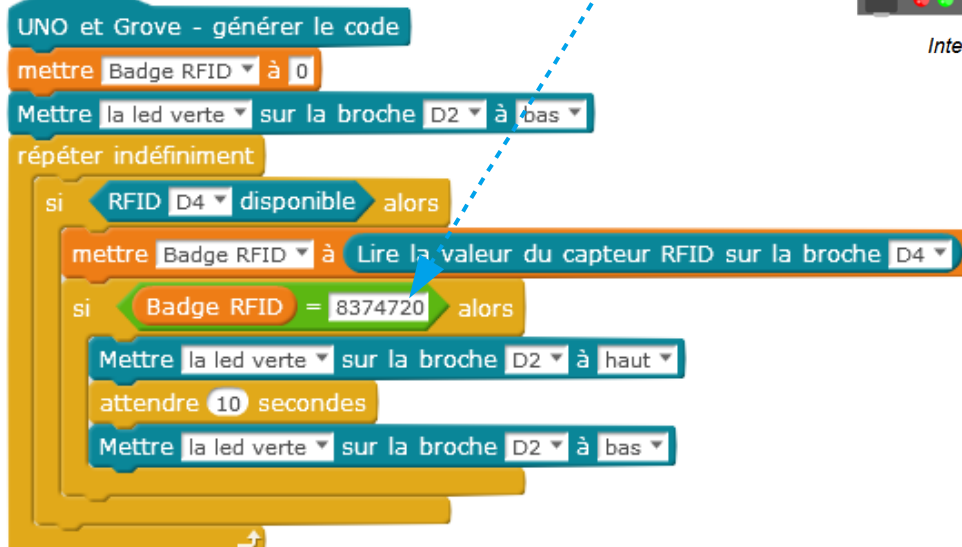 UNO et Grove - générer le code
Inte
mettre Badge RFID à 0
Mettre la led verte sur la broche D2 à bas
répéter indéfiniment
si RFID D4 disponible alors
mettre Badge RFID à Lire la valeur du capteur RFID sur la broche D4
si Badge RFID = 8374720 alors
Mettre la led verte sur la broche D2 à haut
attendre 10 secondes
Mettre la led verte sur la broche D2 à bas